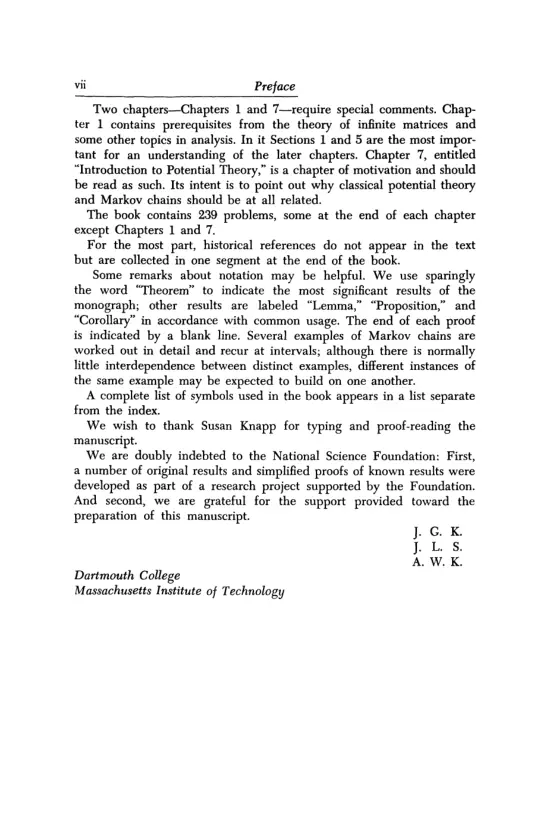 vii Preface
Two chapters—Chapters 1 and 7—require special comments. Chap-
ter 1 contains prerequisites from the theory of infinite matrices and
some other topics in analysis. In it Sections 1 and 5 are the most impor-
tant for an understanding of the later chapters. Chapter 7, entitled
“Introduction to Potential Theory,” is a chapter of motivation and should
be read as such. Its intent is to point out why classical potential theory
and Markov chains should be at all related.
The book contains 239 problems, some at the end of each chapter
except Chapters 1 and 7.
For the most part, historical references do not appear in the text
but are collected in one segment at the end of the book.
Some remarks about notation may be helpful. We use sparingly
the word “Theorem” to indicate the most significant results of the
monograph; other results are labeled “Lemma,” “Proposition,” and
“Corollary” in accordance with common usage. The end of each proof
is indicated by a blank line. Several examples of Markov chains are
worked out in detail and recur at intervals; although there is normally
little interdependence between distinct examples, different instances of
the same example may be expected to build on one another.
A complete list of symbols used in the book appears in a list separate
from the index.
We wish to thank Susan Knapp for typing and proof-reading the
manuscript.
We are doubly indebted to the National Science Foundation: First,
a number of original results and simplified proofs of known results were
developed as part of a research project supported by the Foundation.
And second, we are grateful for the support provided toward the
preparation of this manuscript.
J. G. K.
J. L. S.
A. W. K.
Dartmouth College
Massachusetts Institute of Technology